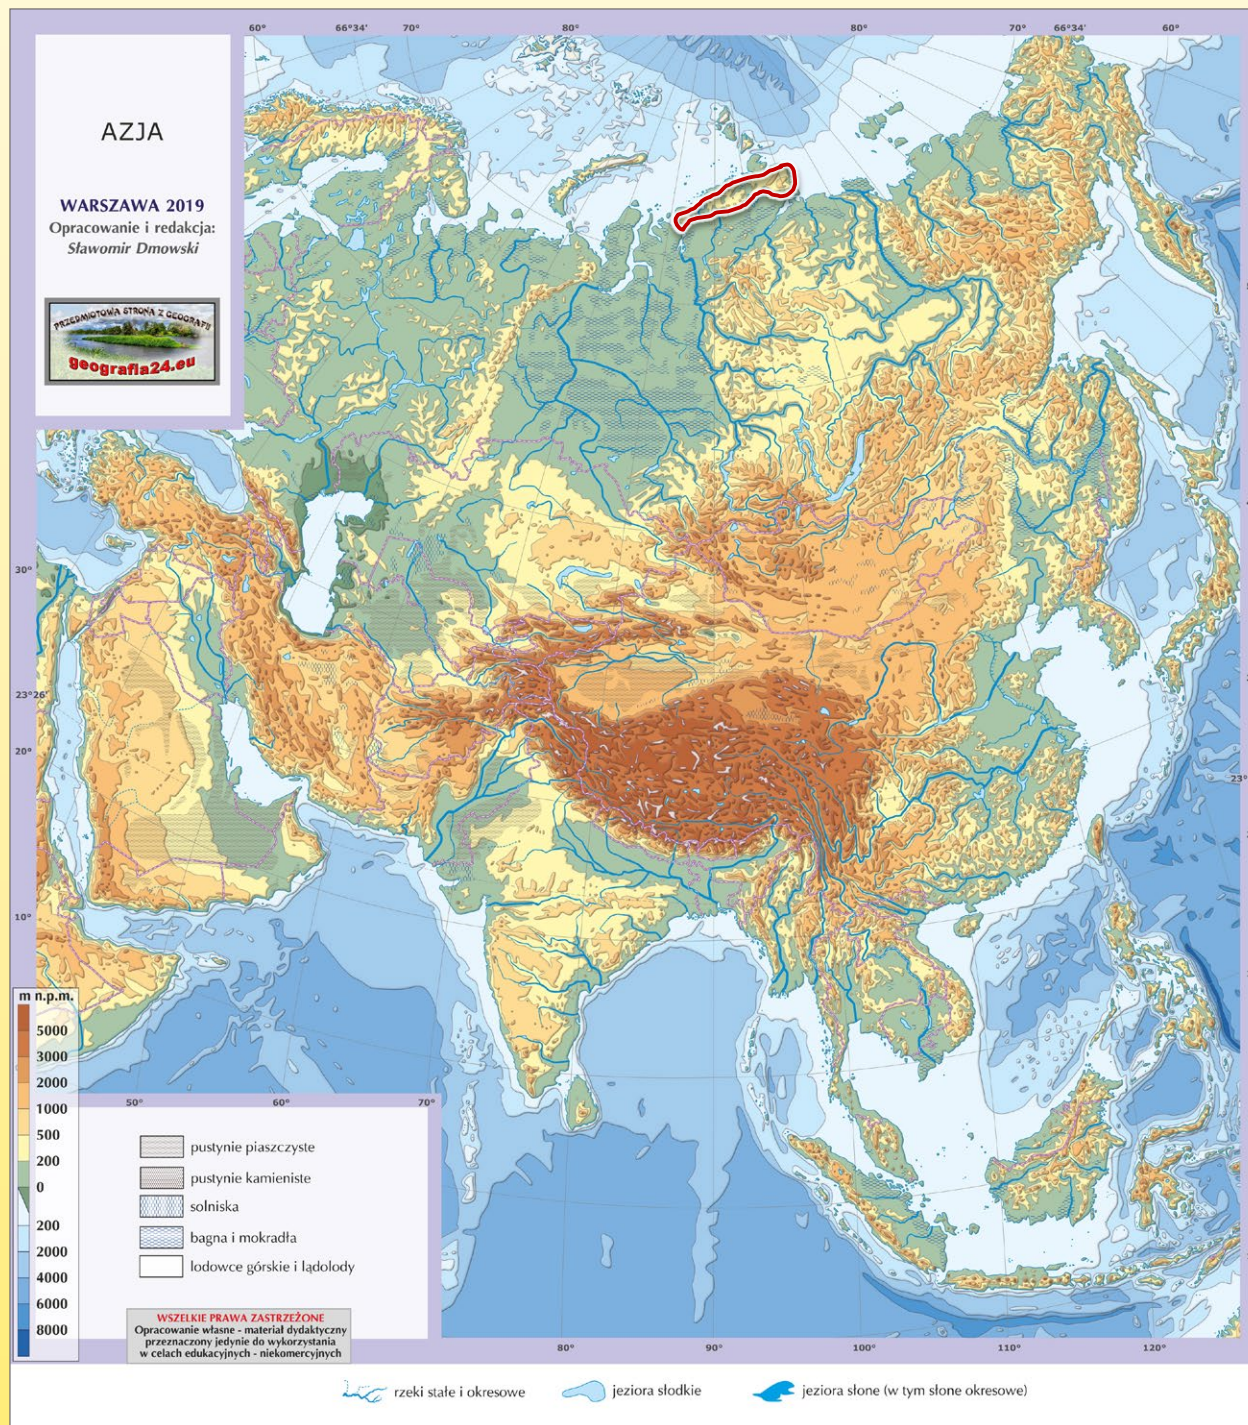 60°
66°34'
70°
80°
80°
70°
66°34'
60°
AZJA
WARSZAWA 2019
Opracowanie i redakcja:
Sławomir Dmowski
PRZEDMIOTOWA STRONA Z GEOGRAFII
geografia24.eu
30°
23°26'
20°
10°
23°
m n.p.m.
5000
3000
2000
1000
500
200
0
200
2000
4000
6000
8000
50°
60°
70°
pustynie piaszczyste
pustynie kamieniste
solniska
bagna i mokradła
lodowce górskie i lądolody
WSZELKIE PRAWA ZASTRZEŻONE
Opracowanie własne - materiał dydaktyczny
przeznaczony jedynie do wykorzystania
w celach edukacyjnych - niekomercyjnych
80°
90°
100°
110°
120°
rzeki stałe i okresowe
jeziora słodkie
jeziora słone (w tym słone okresowe)